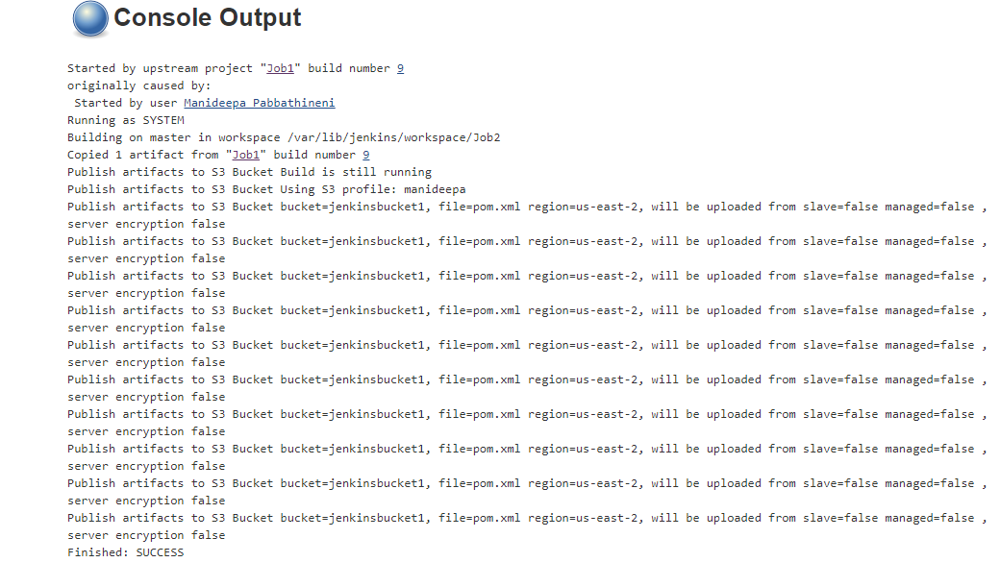 Console Output
Started by upstream project "Job1" build number 9
originally caused by:
Started by user Manideepa Pabbathineni
Running as SYSTEM
Building on master in workspace /var/lib/jenkins/workspace/Job2
Copied 1 artifact from "Job1" build number 9
Publish artifacts to S3 Bucket Build is still running
Publish artifacts to S3 Bucket Using S3 profile: manideepa
Publish artifacts to S3 Bucket bucket=jenkinsbucket1, file=pom.xml region=us-east-2, will be uploaded from slave=false managed=false ,
server encryption false
Publish artifacts to S3 Bucket bucket=jenkinsbucket1, file=pom.xml region=us-east-2, will be uploaded from slave=false managed=false ,
server encryption false
Publish artifacts to S3 Bucket bucket=jenkinsbucket1, file=pom.xml region=us-east-2, will be uploaded from slave=false managed=false ,
server encryption false
Publish artifacts to S3 Bucket bucket=jenkinsbucket1, file=pom.xml region=us-east-2, will be uploaded from slave=false managed=false ,
server encryption false
Publish artifacts to S3 Bucket bucket=jenkinsbucket1, file=pom.xml region=us-east-2, will be uploaded from slave=false managed=false ,
server encryption false
Publish artifacts to S3 Bucket bucket=jenkinsbucket1, file=pom.xml region=us-east-2, will be uploaded from slave=false managed=false ,
server encryption false
Publish artifacts to S3 Bucket bucket=jenkinsbucket1, file=pom.xml region=us-east-2, will be uploaded from slave=false managed=false ,
server encryption false
Publish artifacts to S3 Bucket bucket=jenkinsbucket1, file=pom.xml region=us-east-2, will be uploaded from slave=false managed=false ,
server encryption false
Publish artifacts to S3 Bucket bucket=jenkinsbucket1, file=pom.xml region=us-east-2, will be uploaded from slave=false managed=false ,
server encryption false
Publish artifacts to S3 Bucket bucket=jenkinsbucket1, file=pom.xml region=us-east-2, will be uploaded from slave=false managed=false ,
server encryption false
Finished: SUCCESS